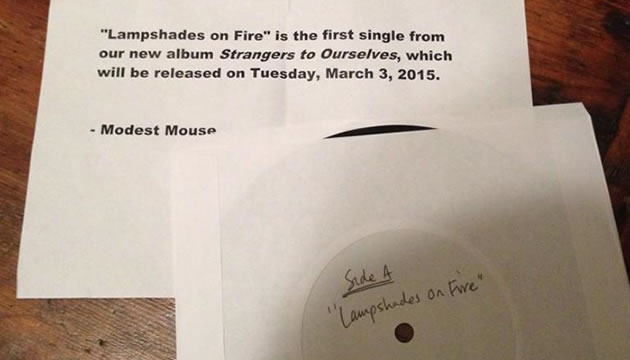 "Lampshades on Fire" is the first single from
our new album Strangers to Ourselves, which
will be released on Tuesday, March 3, 2015.
- Modest Mouse
Side A
"Lampshades on Fire"